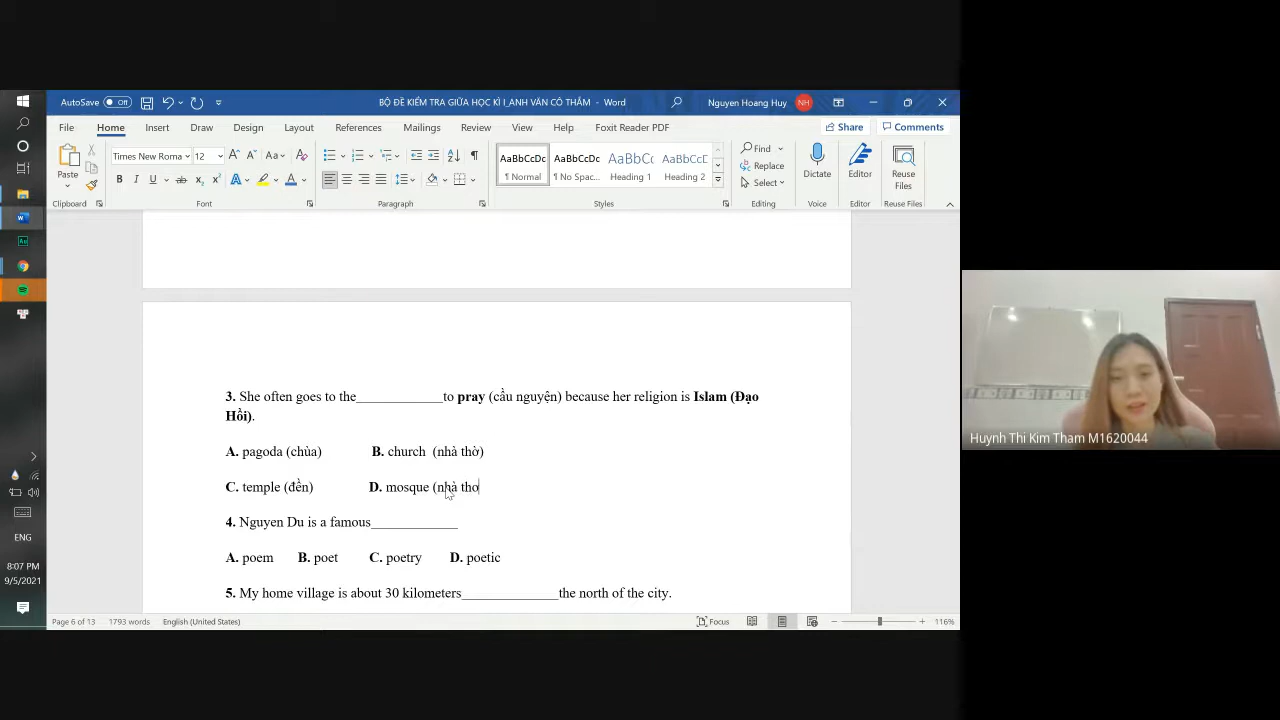 AutoSave Off BỘ ĐỀ KIỂM TRA GIỮA HỌC KÌ I_ANH VĂN CÔ THẮM - Word Nguyen Hoang Huy NH
File Home Insert Draw Design Layout References Mailings Review View Help Foxit Reader PDF Share Comments
Paste Times New Roma 12 AaBbCcDc AaBbCcDc AaBbCc AaBbCcD Find Replace Select Dictate Editor Reuse Files
¶ Normal ¶ No Spac... Heading 1 Heading 2
Clipboard Font Paragraph Styles Editing Voice Editor Reuse Files
3. She often goes to the____________to pray (cầu nguyện) because her religion is Islam (Đạo
Hồi).
A. pagoda (chùa) B. church (nhà thờ)
C. temple (đền) D. mosque (nhà tho
4. Nguyen Du is a famous____________
A. poem B. poet C. poetry D. poetic
5. My home village is about 30 kilometers______________the north of the city.
Page 6 of 13 1793 words English (United States) Focus 116%
ENG
8:07 PM
9/5/2021
Huynh Thi Kim Tham M1620044